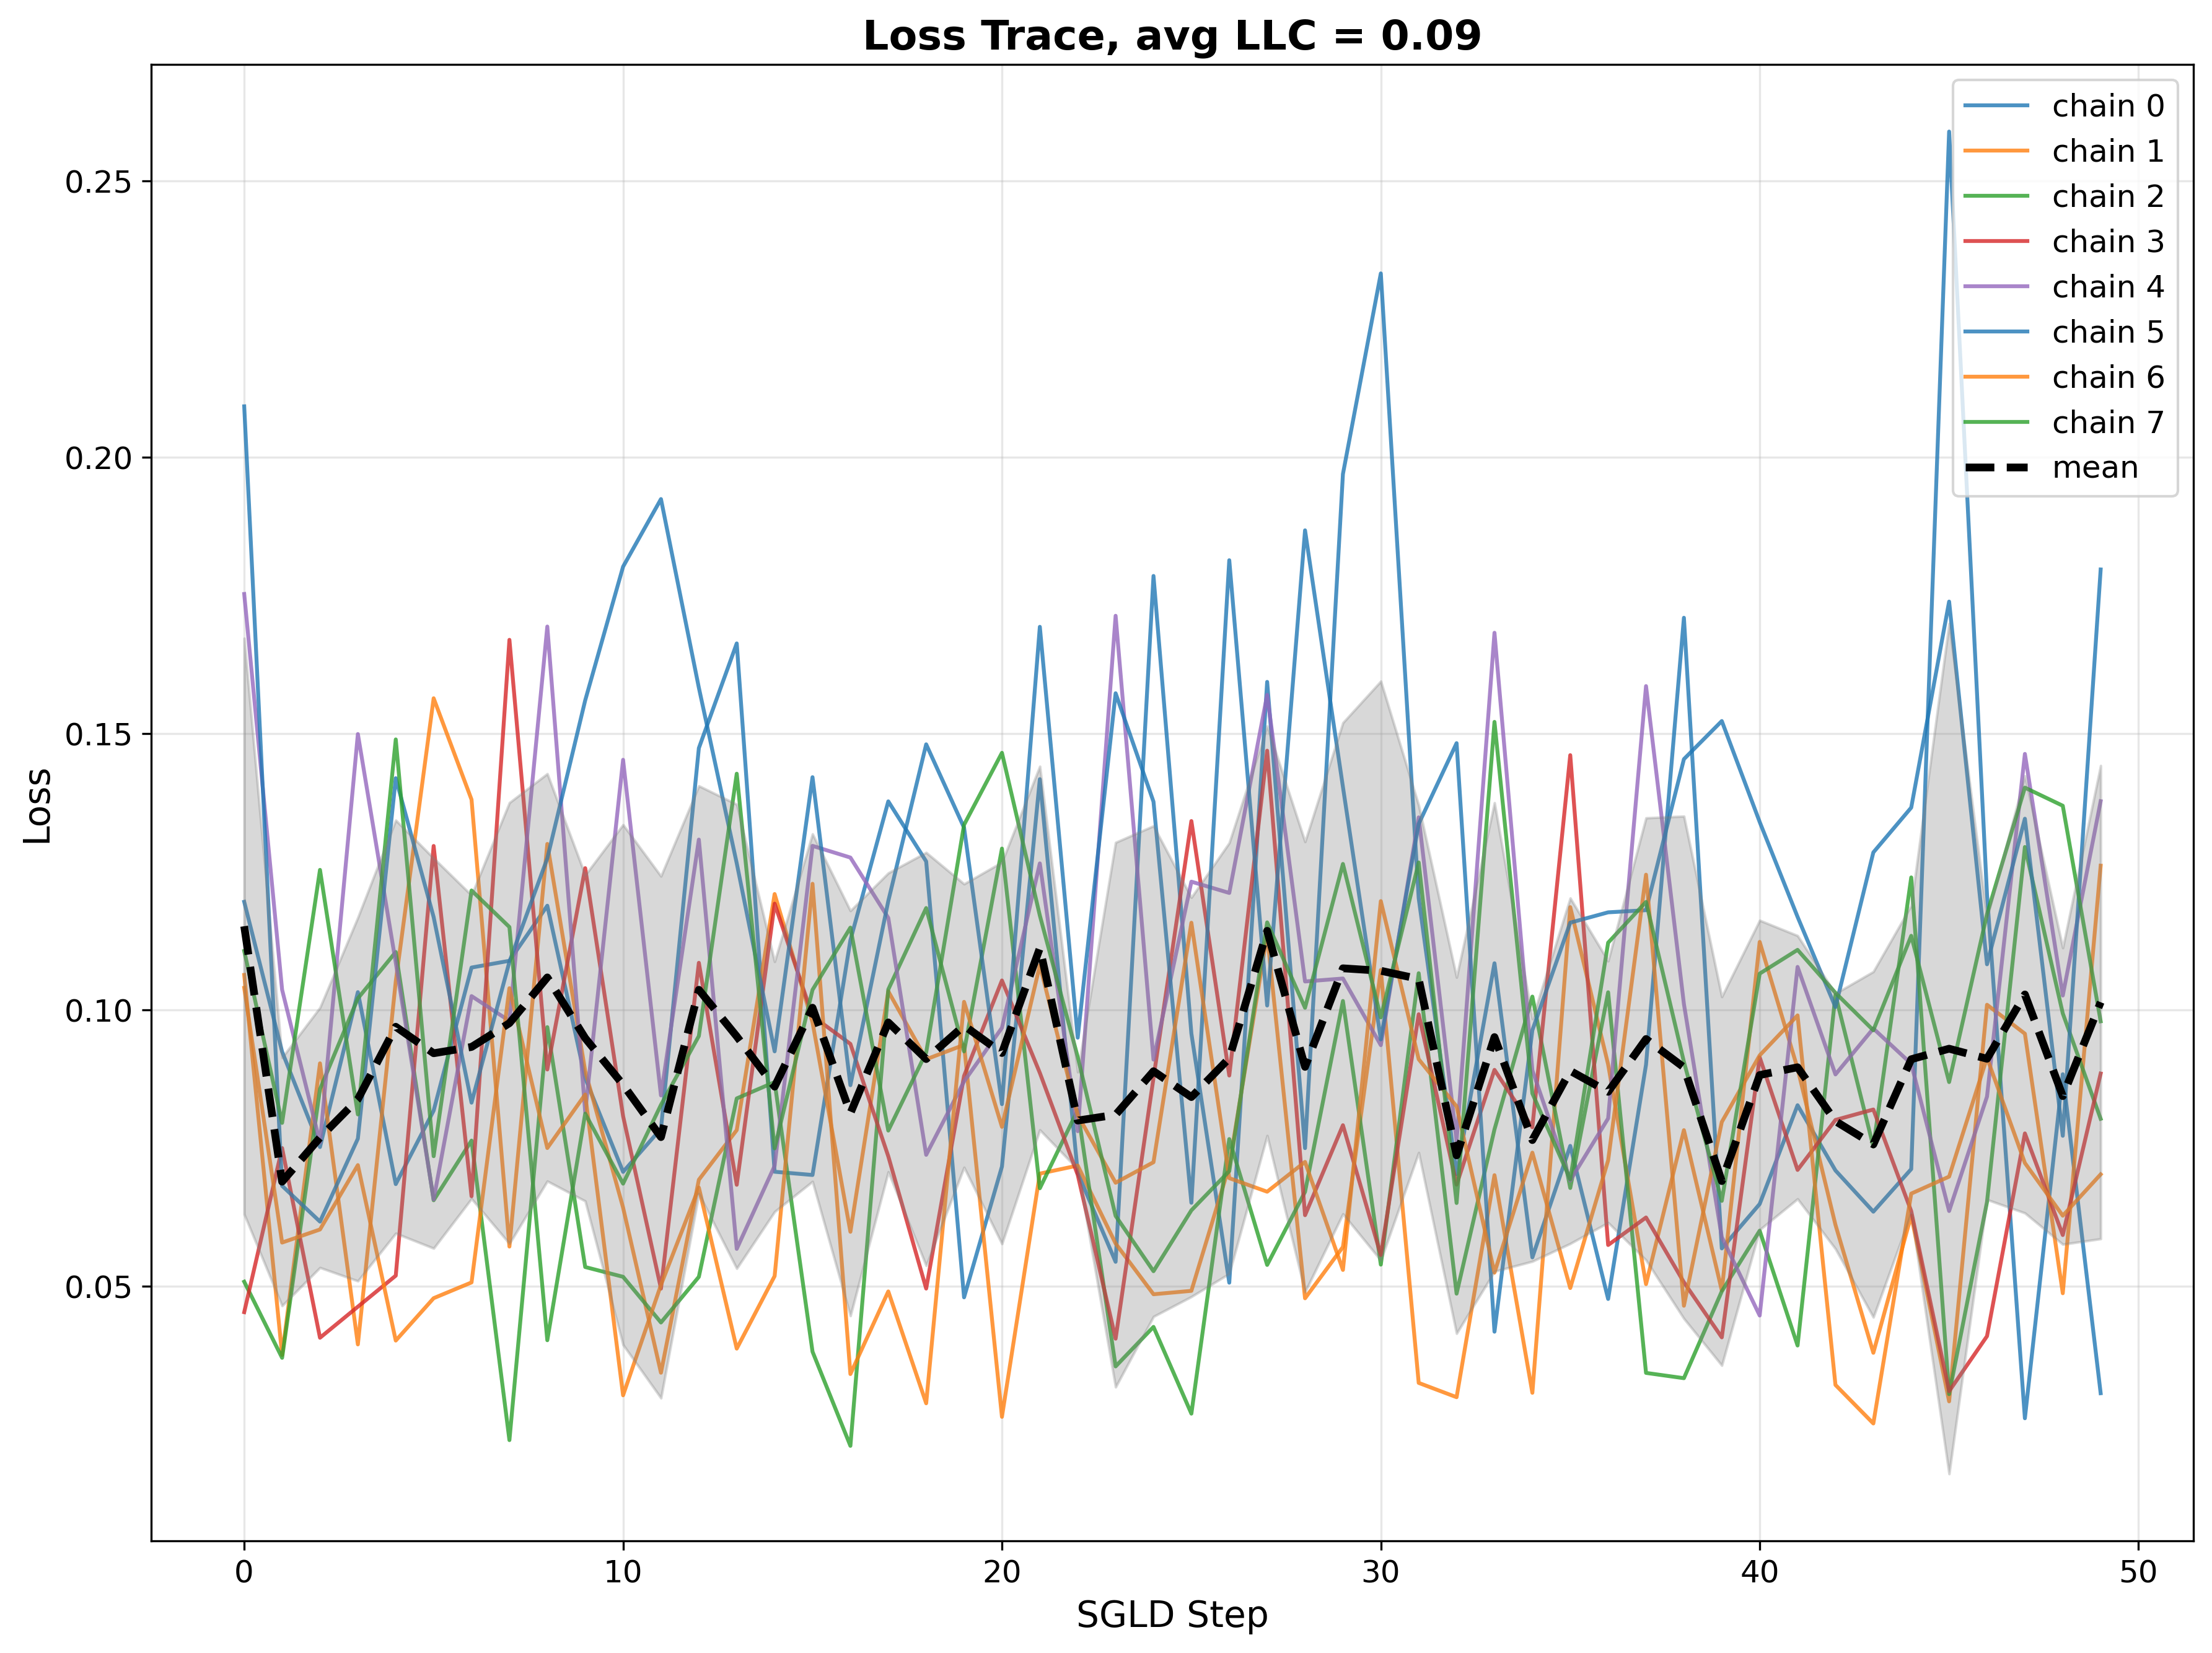 Loss Trace, avg LLC = 0.09
chain 0
chain 1
chain 2
chain 3
chain 4
chain 5
chain 6
chain 7
mean
Loss
0.25
0.20
0.15
0.10
0.05
0
10
20
30
40
50
SGLD Step